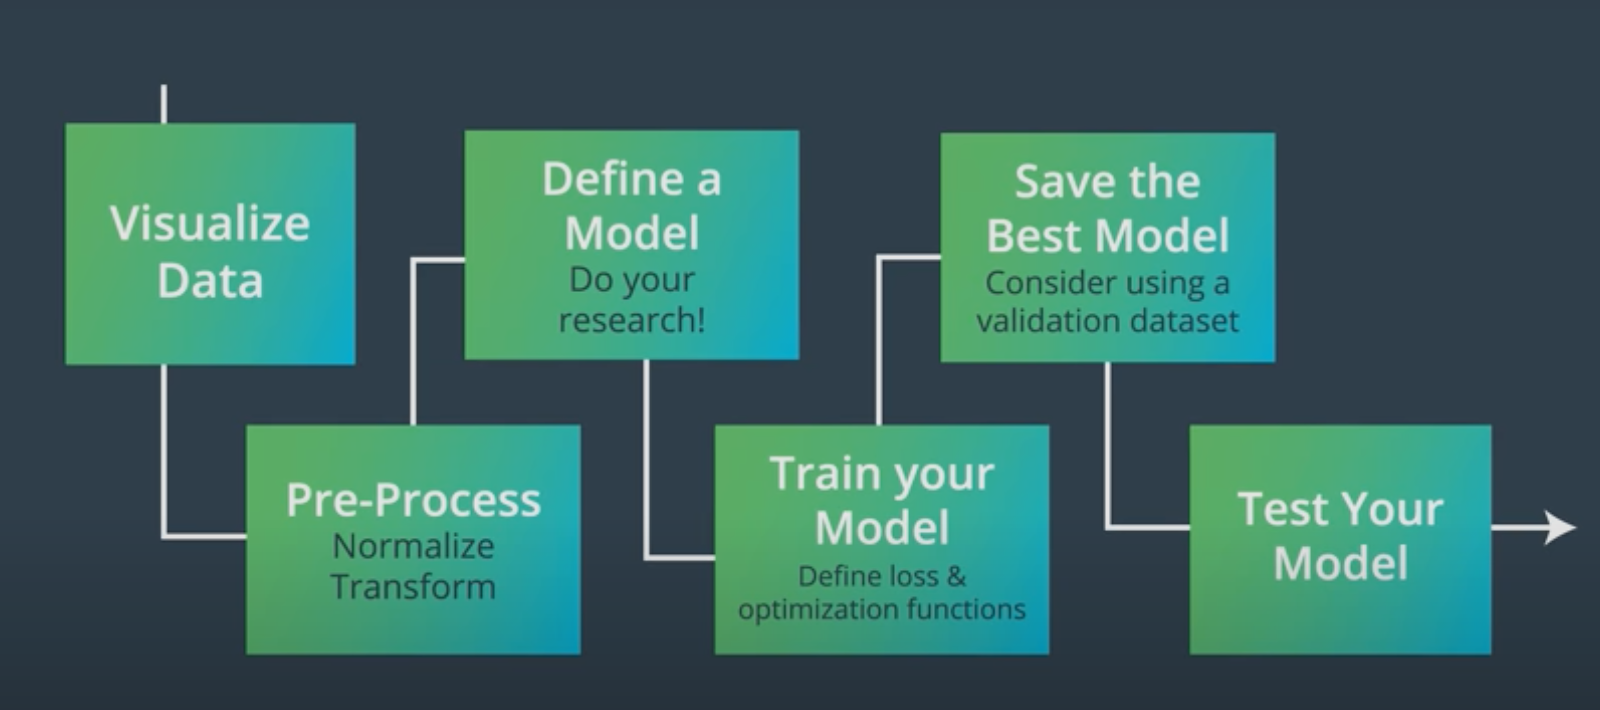 Visualize
Data
Pre-Process
Normalize
Transform
Define a
Model
Do your
research!
Train your
Model
Define loss &
optimization functions
Save the
Best Model
Consider using a
validation dataset
Test Your
Model